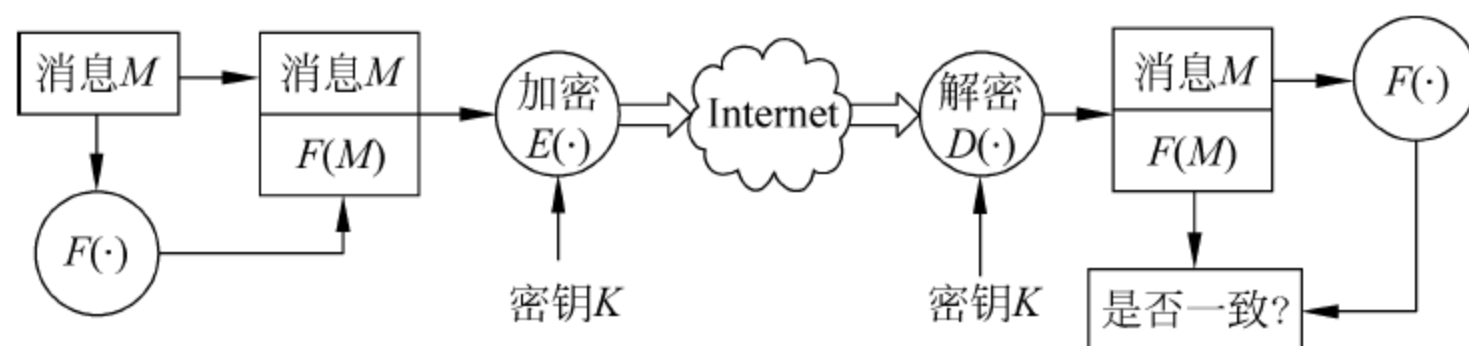 消息M
消息M
F(M)
F(·)
加密
E(·)
密钥K
Internet
解密
D(·)
密钥K
消息M
F(M)
F(·)
是否一致?